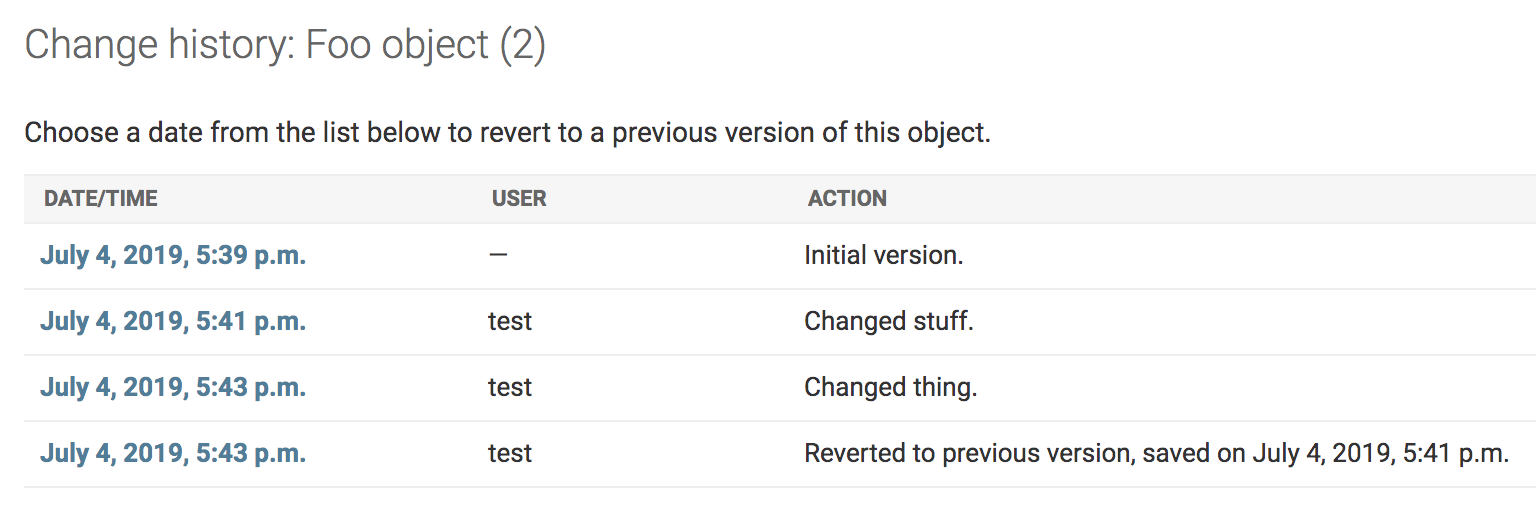 Change history: Foo object (2)
Choose a date from the list below to revert to a previous version of this object.
DATE/TIME USER ACTION
July 4, 2019, 5:39 p.m. — Initial version.
July 4, 2019, 5:41 p.m. test Changed stuff.
July 4, 2019, 5:43 p.m. test Changed thing.
July 4, 2019, 5:43 p.m. test Reverted to previous version, saved on July 4, 2019, 5:41 p.m.